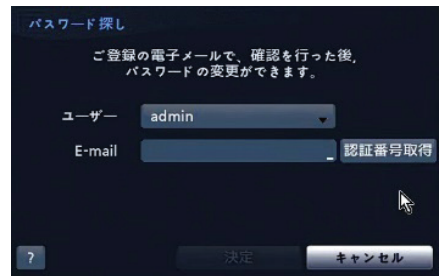 パスワード探し
ご登録の電子メールで、確認を行った後,
パスワードの変更ができます。
ユーザー admin
E-mail _ 認証番号取得
? 決定 キャンセル